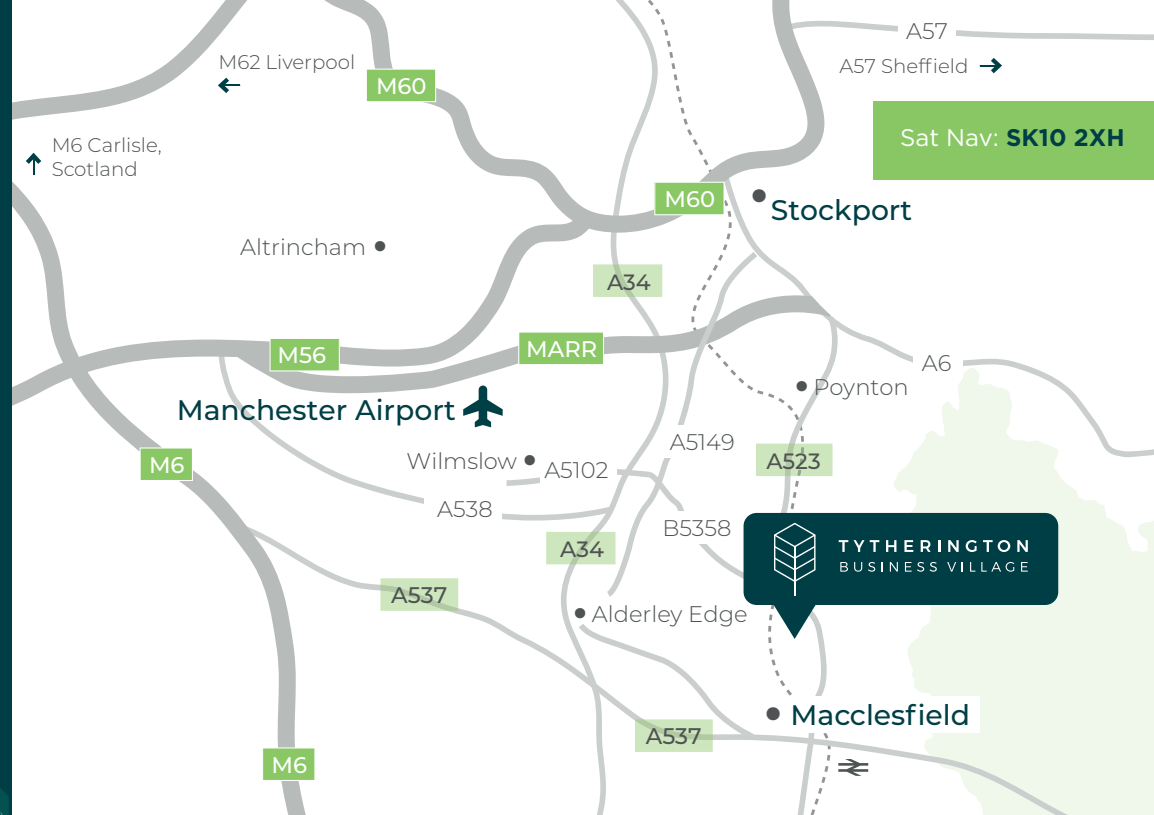 A57
M62 Liverpool
A57 Sheffield
M60
Sat Nav: SK10 2XH
M6 Carlisle,
Scotland
M60
Stockport
Altrincham
A34
MARR
M56
A6
Poynton
Manchester Airport
A5149
Wilmslow
A5102
A523
M6
A538
B5358
A34
TYTHERINGTON
BUSINESS VILLAGE
A537
Alderley Edge
Macclesfield
A537
M6